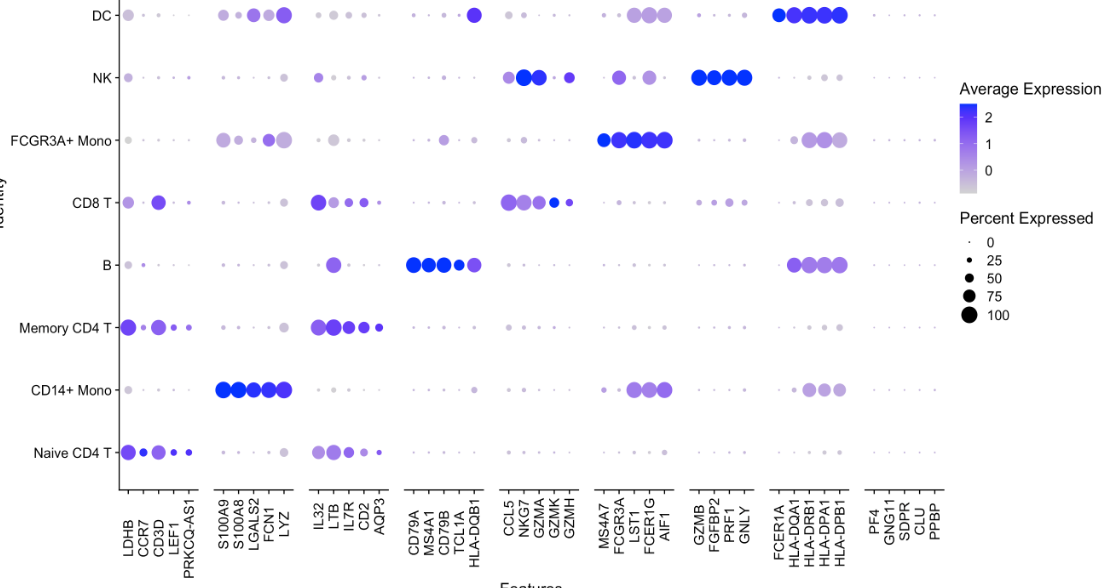 DC
NK
FCGR3A+ Mono
CD8 T
B
Memory CD4 T
CD14+ Mono
Naive CD4 T
LDHB
CCR7
CD3D
LEF1
PRKCQ-AS1
S100A9
S100A8
LGALS2
FCN1
LYZ
IL32
LTB
IL7R
CD2
AQP3
CD79A
MS4A1
CD79B
TCL1A
HLA-DQB1
CCL5
NKG7
GZMA
GZMK
GZMH
MS4A7
FCGR3A
LST1
FCER1G
AIF1
GZMB
FGFBP2
PRF1
GNLY
FCER1A
HLA-DQA1
HLA-DRB1
HLA-DPA1
HLA-DPB1
PF4
GNG11
SDPR
CLU
PPBP
Average Expression
2
1
0
Percent Expressed
0
25
50
75
100